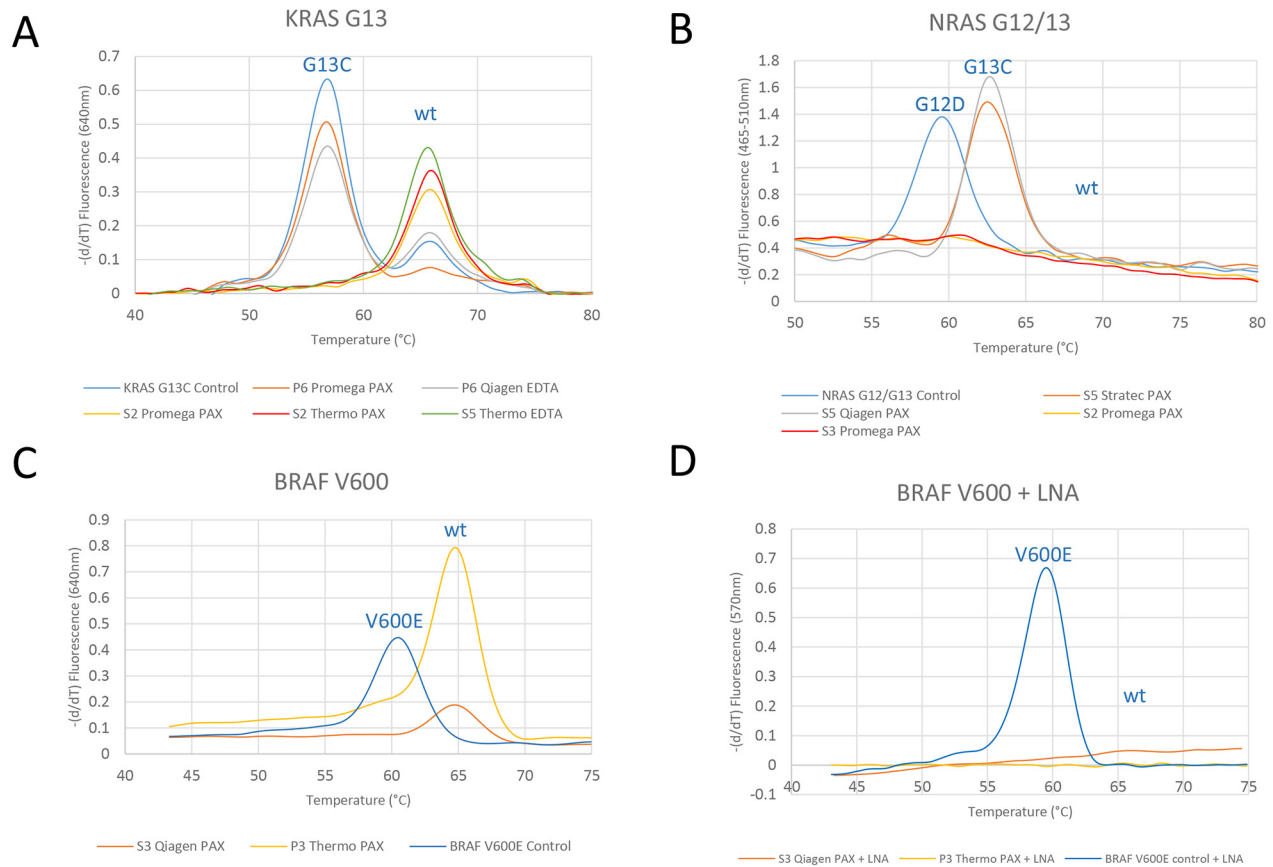 A
KRAS G13
-(d/dT) Fluorescence (640nm)
0.7
0.6
0.5
0.4
0.3
0.2
0.1
0
G13C
wt
40 50 60 70 80
Temperature (°C)
KRAS G13C Control P6 Promega PAX P6 Qiagen EDTA
S2 Promega PAX S2 Thermo PAX S5 Thermo EDTA
B
NRAS G12/13
-(d/dT) Fluorescence (465-510nm)
1.8
1.6
1.4
1.2
1
0.8
0.6
0.4
0.2
0
G13C
G12D
wt
50 55 60 65 70 75 80
Temperature (°C)
NRAS G12/G13 Control S5 Stratec PAX
S5 Qiagen PAX S2 Promega PAX
S3 Promega PAX
C
BRAF V600
-(d/dT) Fluorescence (640nm)
0.9
0.8
0.7
0.6
0.5
0.4
0.3
0.2
0.1
0
wt
V600E
40 45 50 55 60 65 70 75
Temperature (°C)
S3 Qiagen PAX P3 Thermo PAX BRAF V600E Control
D
BRAF V600 + LNA
-(d/dT) Fluorescence (570nm)
0.8
0.7
0.6
0.5
0.4
0.3
0.2
0.1
0
-0.1
V600E
wt
40 45 50 55 60 65 70 75
Temperature (°C)
S3 Qiagen PAX + LNA P3 Thermo PAX + LNA BRAF V600E control + LNA